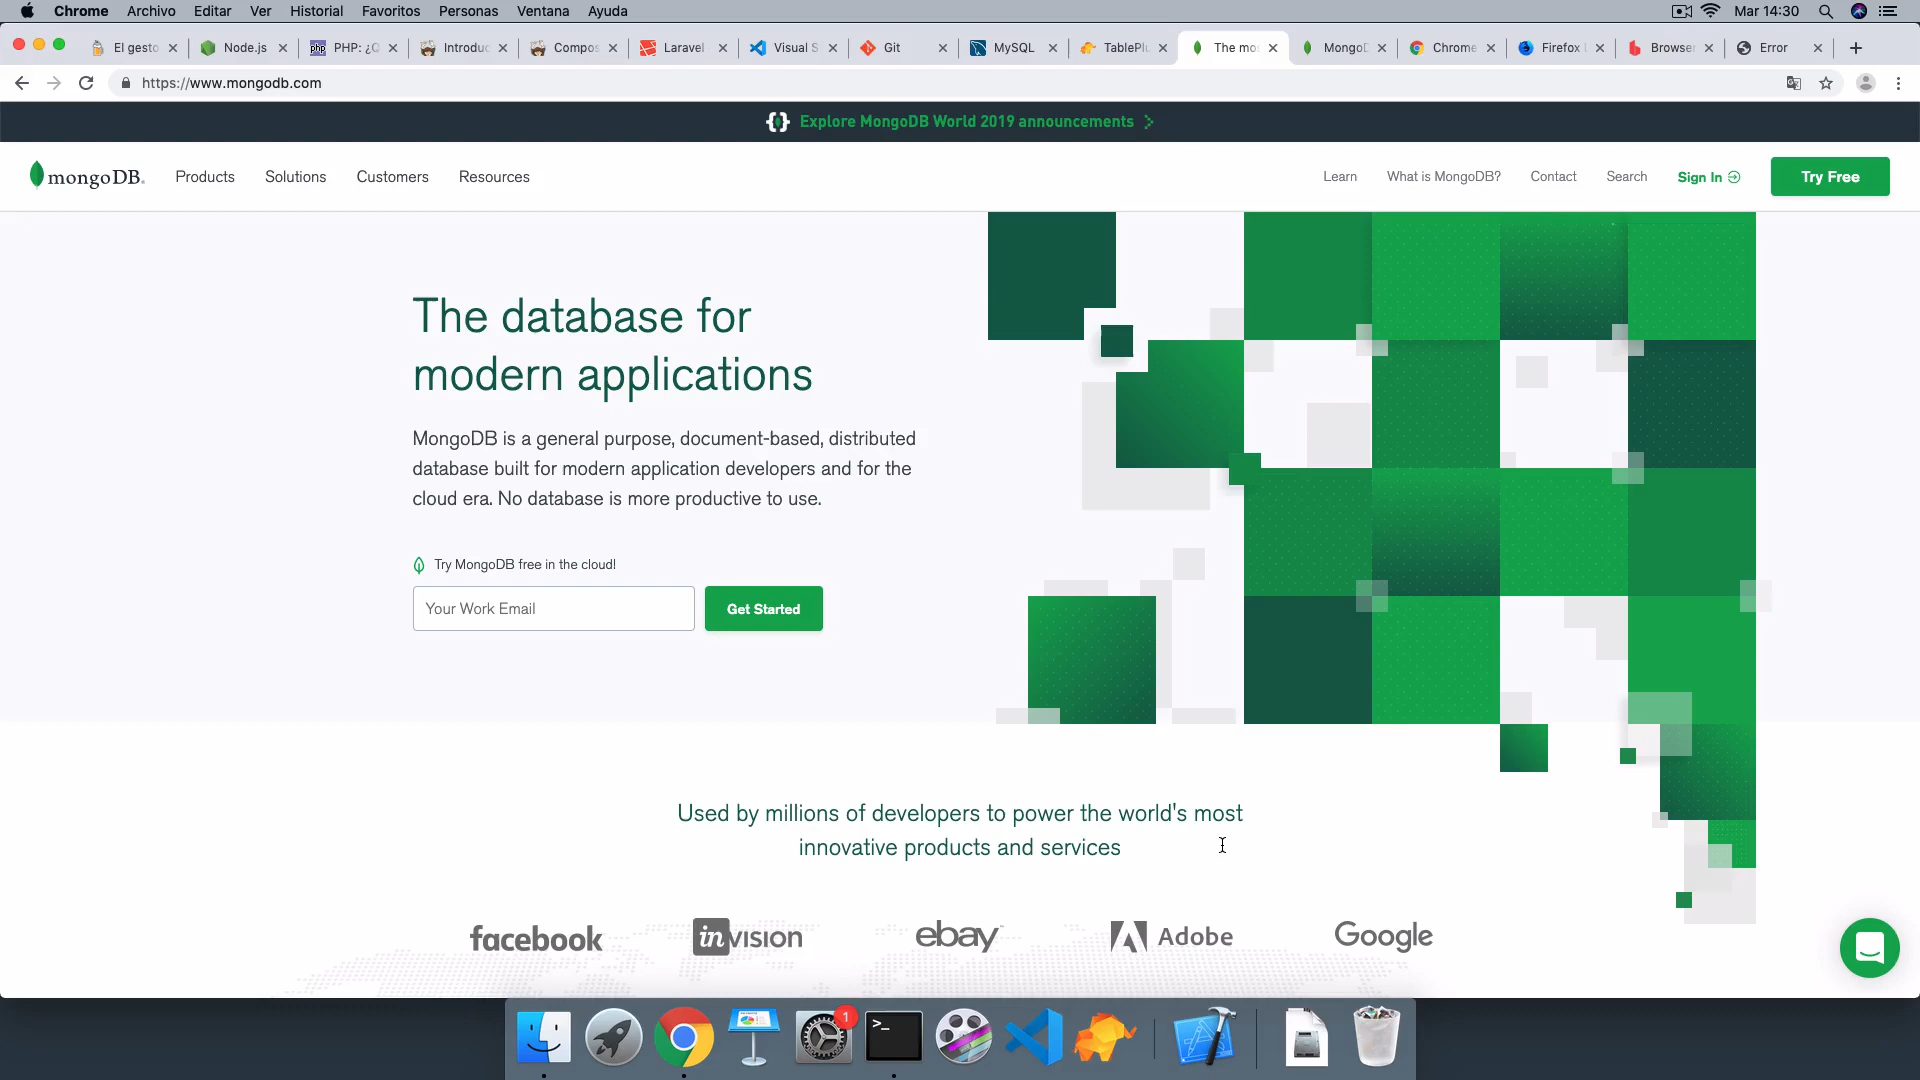 Chrome Archivo Editar Ver Historial Favoritos Personas Ventana Ayuda Mar 14:30
El gesto Node.js PHP: ¿Q Introdu Compos Laravel Visual S Git MySQL TablePlu The mo MongoD Chrome Firefox Browse Error
https://www.mongodb.com
Explore MongoDB World 2019 announcements
mongoDB. Products Solutions Customers Resources Learn What is MongoDB? Contact Search Sign In Try Free
The database for
modern applications
MongoDB is a general purpose, document-based, distributed
database built for modern application developers and for the
cloud era. No database is more productive to use.
Try MongoDB free in the cloud!
Your Work Email Get Started
Used by millions of developers to power the world's most
innovative products and services
facebook invision ebay Adobe Google
1